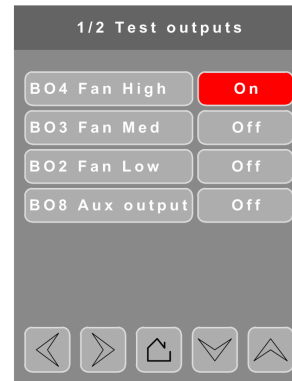 1/2 Test outputs
BO4 Fan High On
BO3 Fan Med Off
BO2 Fan Low Off
BO8 Aux output Off